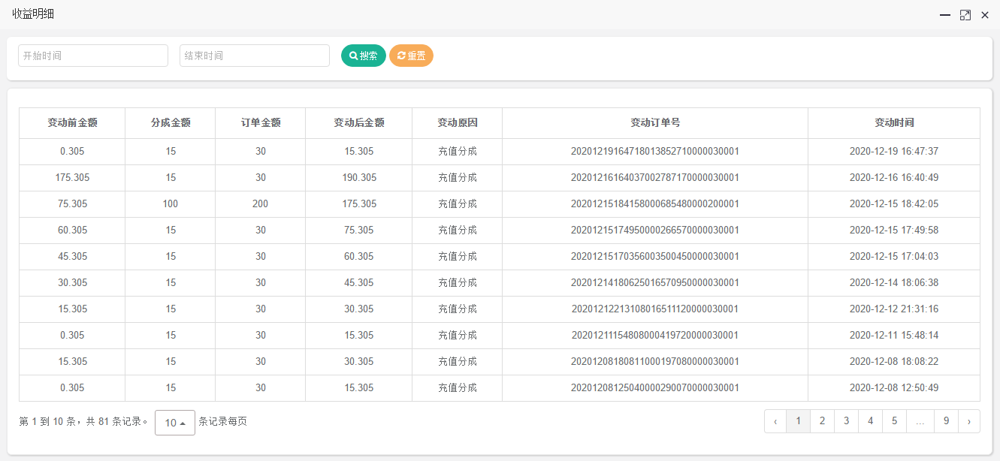 收益明细
开始时间 结束时间 搜索 重置
变动前金额 分成金额 订单金额 变动后金额 变动原因 变动订单号 变动时间
0.305 15 30 15.305 充值分成 20201219164718013852710000030001 2020-12-19 16:47:37
175.305 15 30 190.305 充值分成 20201216164037002787170000030001 2020-12-16 16:40:49
75.305 100 200 175.305 充值分成 20201215184158000685480000200001 2020-12-15 18:42:05
60.305 15 30 75.305 充值分成 20201215174950000266570000030001 2020-12-15 17:49:58
45.305 15 30 60.305 充值分成 20201215170356003500450000030001 2020-12-15 17:04:03
30.305 15 30 45.305 充值分成 20201214180625016570950000030001 2020-12-14 18:06:38
15.305 15 30 30.305 充值分成 20201212213108016511120000030001 2020-12-12 21:31:16
0.305 15 30 15.305 充值分成 20201211154808000419720000030001 2020-12-11 15:48:14
15.305 15 30 30.305 充值分成 20201208180811000197080000030001 2020-12-08 18:08:22
0.305 15 30 15.305 充值分成 20201208125040000290070000030001 2020-12-08 12:50:49
第 1 到 10 条，共 81 条记录。 10 条记录每页 ‹ 1 2 3 4 5 ... 9 ›